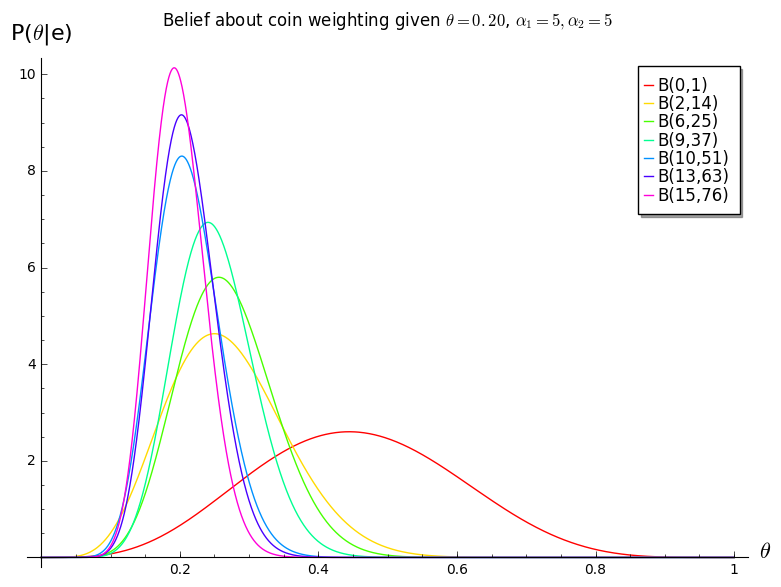 Belief about coin weighting given θ = 0.20, α₁ = 5, α₂ = 5
P(θ|e)
10
8
6
4
2
0.2 0.4 0.6 0.8 1
θ
B(0,1)
B(2,14)
B(6,25)
B(9,37)
B(10,51)
B(13,63)
B(15,76)